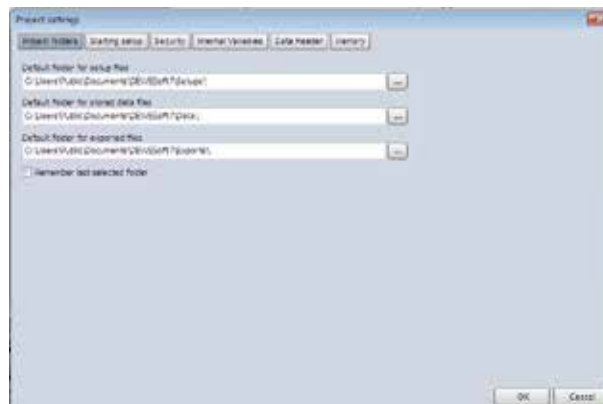 Project settings
Project folders Starting setup Security Internal Variables Data Header Memory
Default folder for setup files
C:\Users\Public\Documents\DEWESoft7\Setups\
...
Default folder for stored data files
C:\Users\Public\Documents\DEWESoft7\Data\
...
Default folder for exported files
C:\Users\Public\Documents\DEWESoft7\Exports\
...
Remember last selected folder
OK Cancel